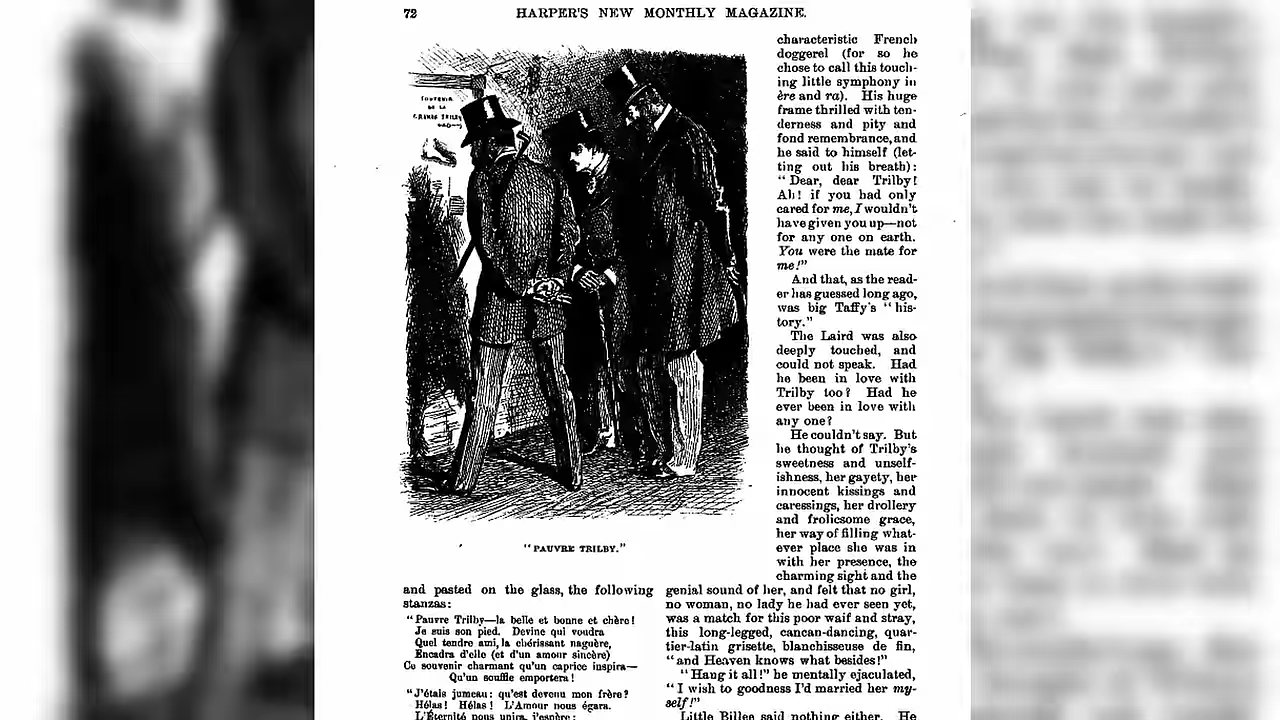 72
HARPER'S NEW MONTHLY MAGAZINE.
SOUVENIR
DE LA
GRANDE TRILBY
"PAUVRE TRILBY."
and pasted on the glass, the following
stanzas:
"Pauvre Trilby—la belle et bonne et chère!
Je suis son pied. Devine qui voudra
Quel tendre ami, la chérissant naguère,
Encadra d'elle (et d'un amour sincère)
Ce souvenir charmant qu'un caprice inspira—
Qu'un souffle emportera!
"J'étais jumeau: qu'est devenu mon frère?
Hélas! Hélas! L'Amour nous égara.
L'Éternité nous unira, j'espère;
characteristic French
doggerel (for so he
chose to call this touch-
ing little symphony in
ère and ra). His huge
frame thrilled with ten-
derness and pity and
fond remembrance, and
he said to himself (let-
ting out his breath):
"Dear, dear Trilby!
Ah! if you had only
cared for me, I wouldn't
have given you up—not
for any one on earth.
You were the mate for
me!"
And that, as the read-
er has guessed long ago,
was big Taffy's "his-
tory."
The Laird was also
deeply touched, and
could not speak. Had
he been in love with
Trilby too? Had he
ever been in love with
any one?
He couldn't say. But
he thought of Trilby's
sweetness and unself-
ishness, her gayety, her
innocent kissings and
caressings, her drollery
and frolicsome grace,
her way of filling what-
ever place she was in
with her presence, the
charming sight and the
genial sound of her, and felt that no girl,
no woman, no lady he had ever seen yet,
was a match for this poor waif and stray,
this long-legged, cancan-dancing, quar-
tier-latin grisette, blanchisseuse de fin,
"and Heaven knows what besides!"
"Hang it all!" he mentally ejaculated,
"I wish to goodness I'd married her my-
self!"
Little Billee said nothing either. He